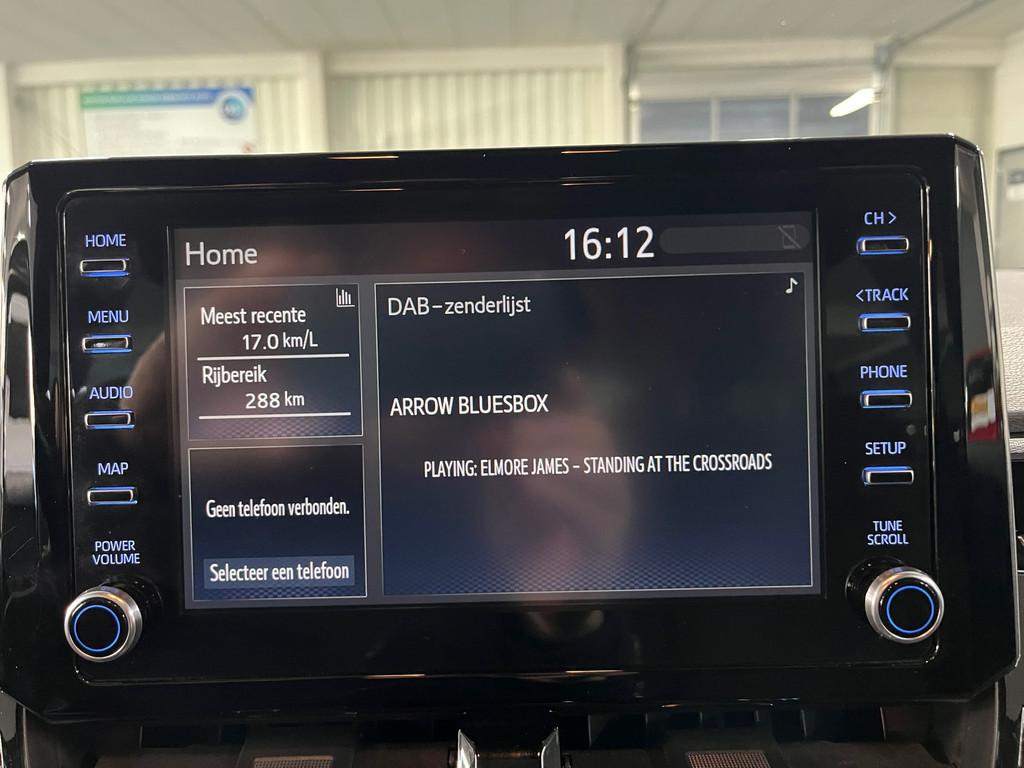 HOME
MENU
AUDIO
MAP
POWER
VOLUME
Home
16:12
Meest recente
17.0 km/L
Rijbereik
288 km
Geen telefoon verbonden.
Selecteer een telefoon
DAB-zenderlijst
ARROW BLUESBOX
PLAYING: ELMORE JAMES - STANDING AT THE CROSSROADS
CH >
<TRACK
PHONE
SETUP
TUNE
SCROLL